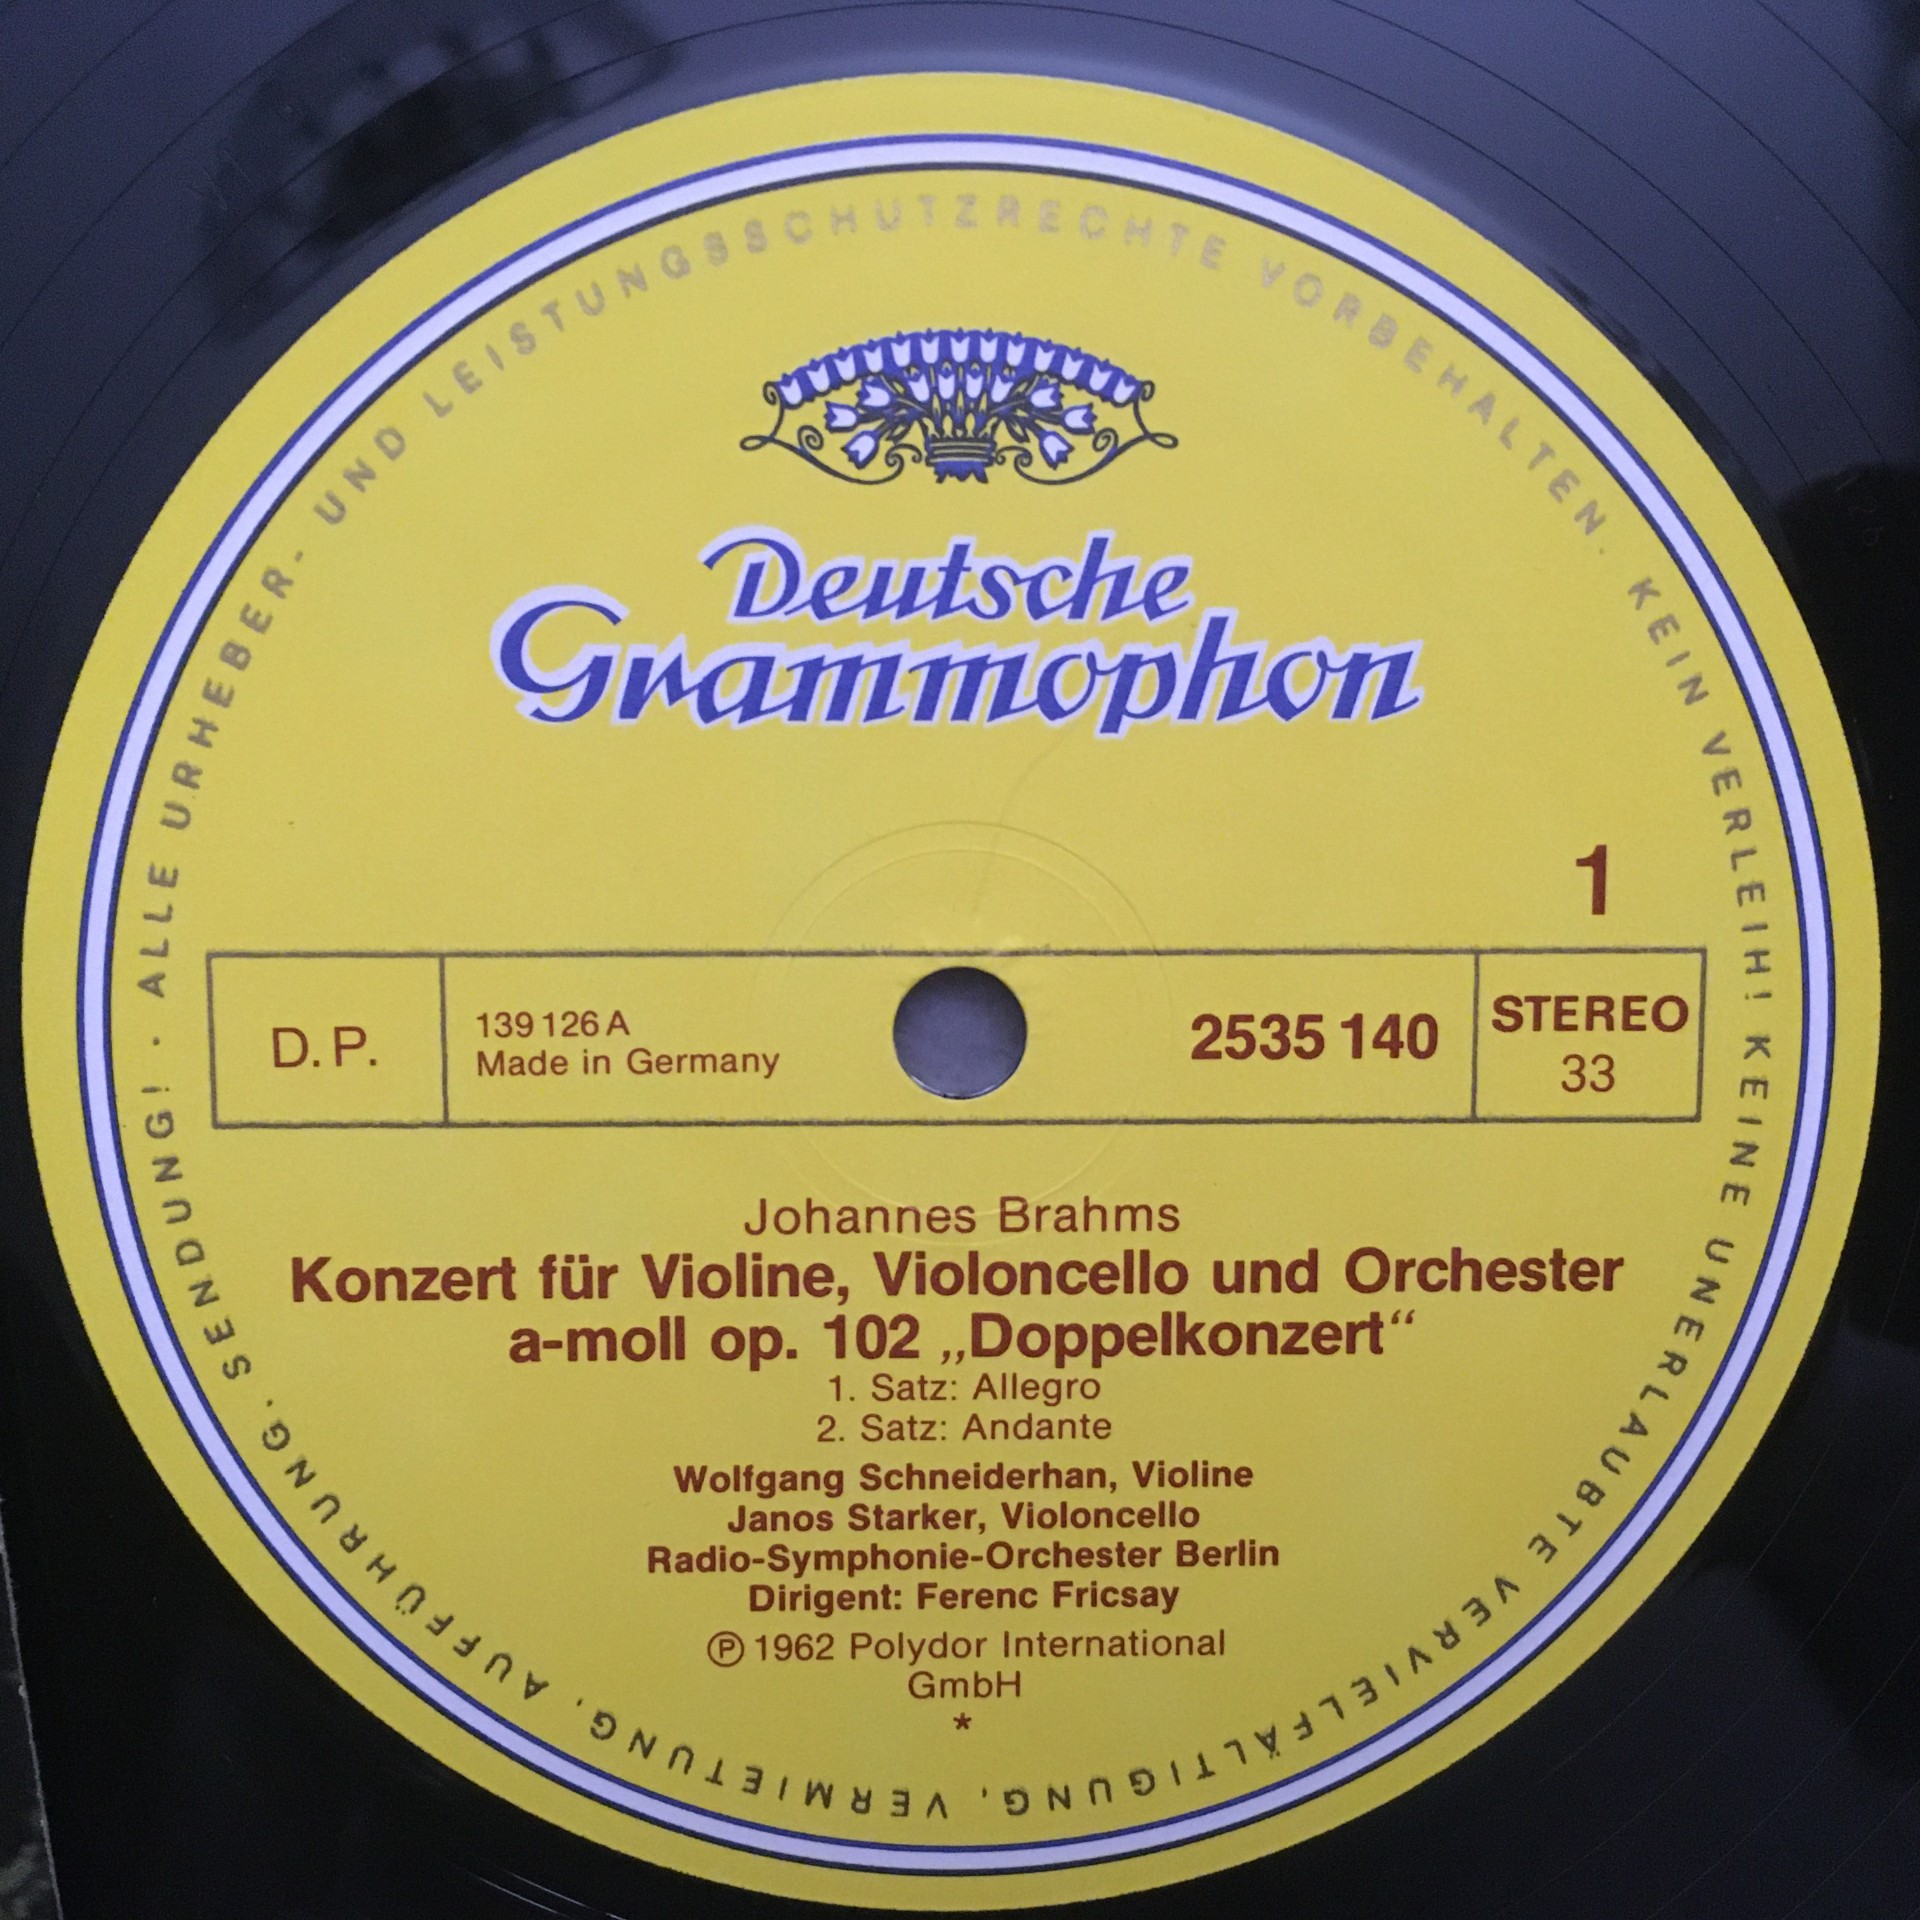 Deutsche
Grammophon
1
D.P.
139 126 A
Made in Germany
2535 140
STEREO
33
Johannes Brahms
Konzert für Violine, Violoncello und Orchester
a-moll op. 102 „Doppelkonzert“
1. Satz: Allegro
2. Satz: Andante
Wolfgang Schneiderhan, Violine
Janos Starker, Violoncello
Radio-Symphonie-Orchester Berlin
Dirigent: Ferenc Fricsay
℗ 1962 Polydor International
GmbH
*
· ALLE URHEBER- UND LEISTUNGSSCHUTZRECHTE VORBEHALTEN. KEIN VERLEIH! KEINE UNERLAUBTE VERVIELFÄLTIGUNG, VERMIETUNG, AUFFÜHRUNG, SENDUNG!